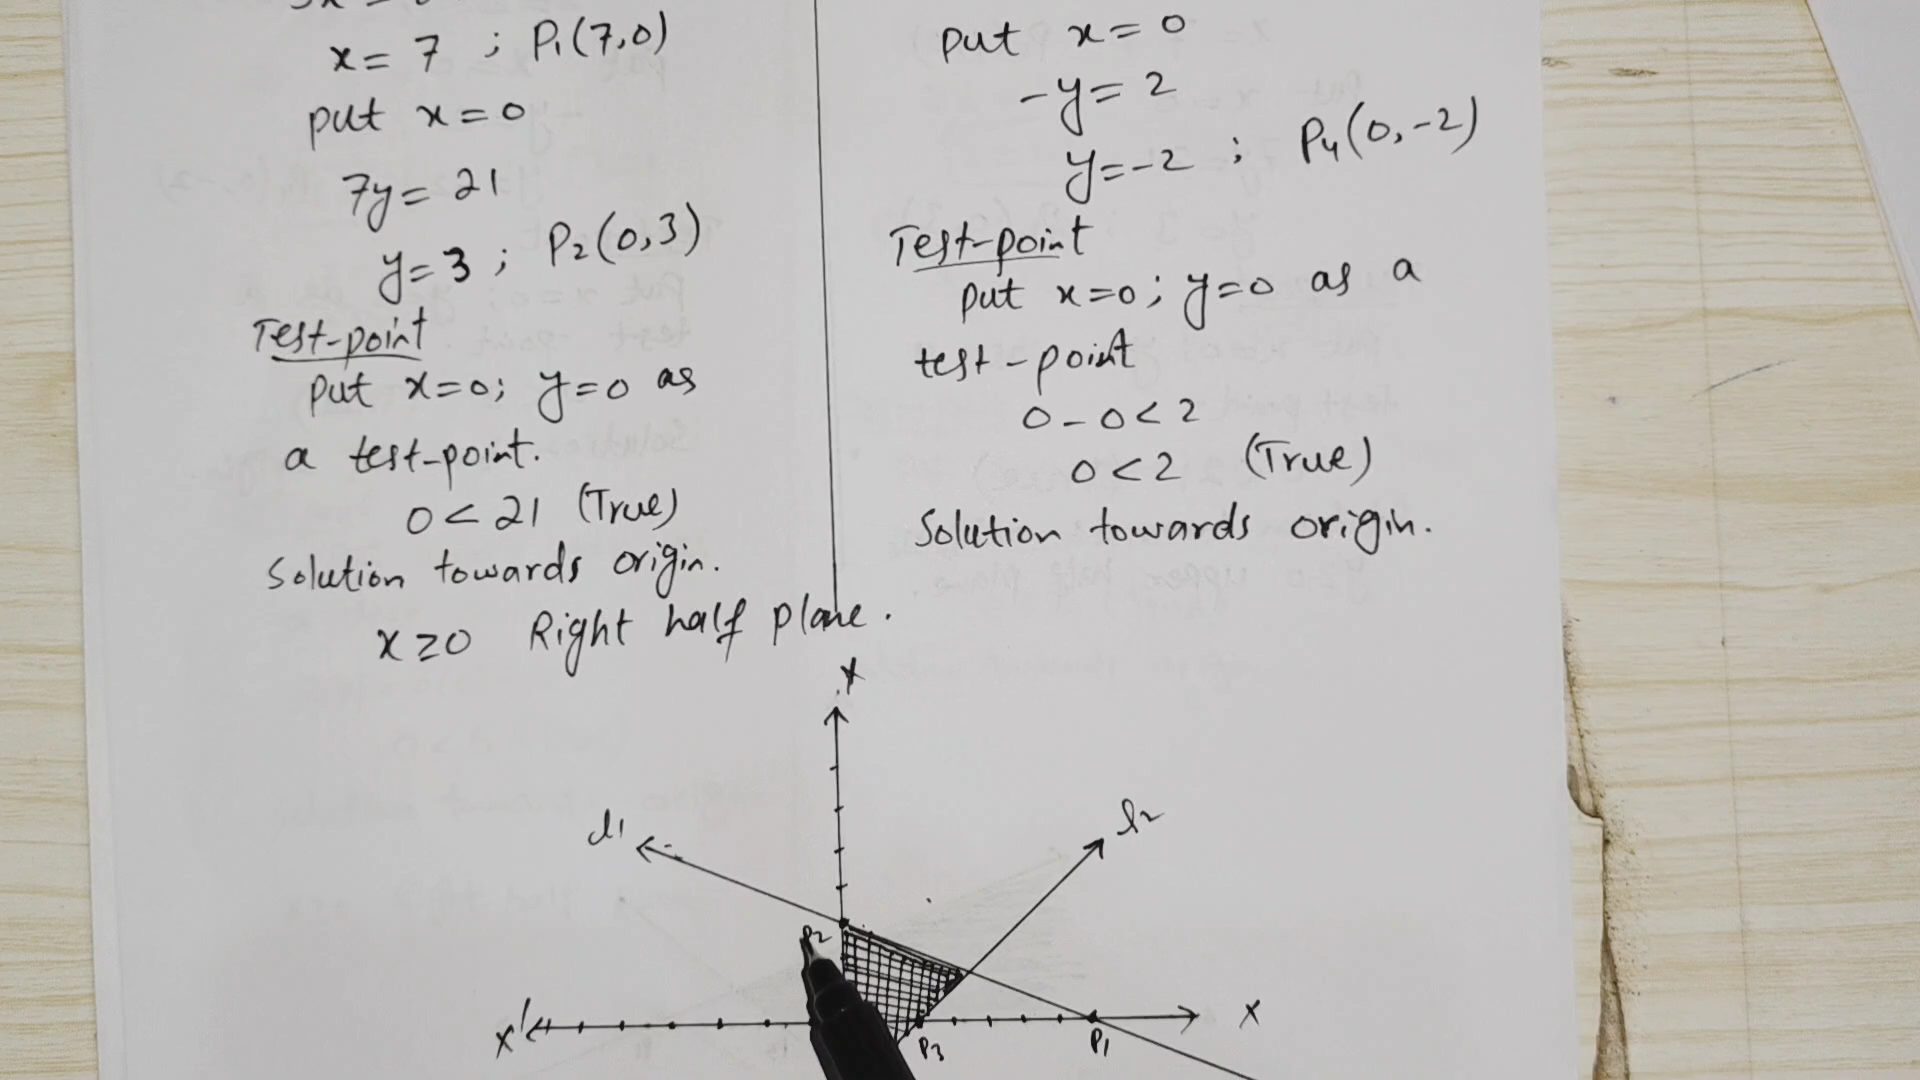 x = 7 ; P1(7,0)
put x = 0
7y = 21
y = 3 ; P2(0,3)
Test-point
put x=0; y=0 as
a test-point.
0 < 21 (True)
Solution towards origin.
x ≥ 0 Right half plane.
put x = 0
-y = 2
y = -2 ; P4(0,-2)
Test-point
put x=0; y=0 as a
test-point
0 - 0 < 2
0 < 2 (True)
Solution towards origin.
l1
l2
P2
X'
P3
P1
X